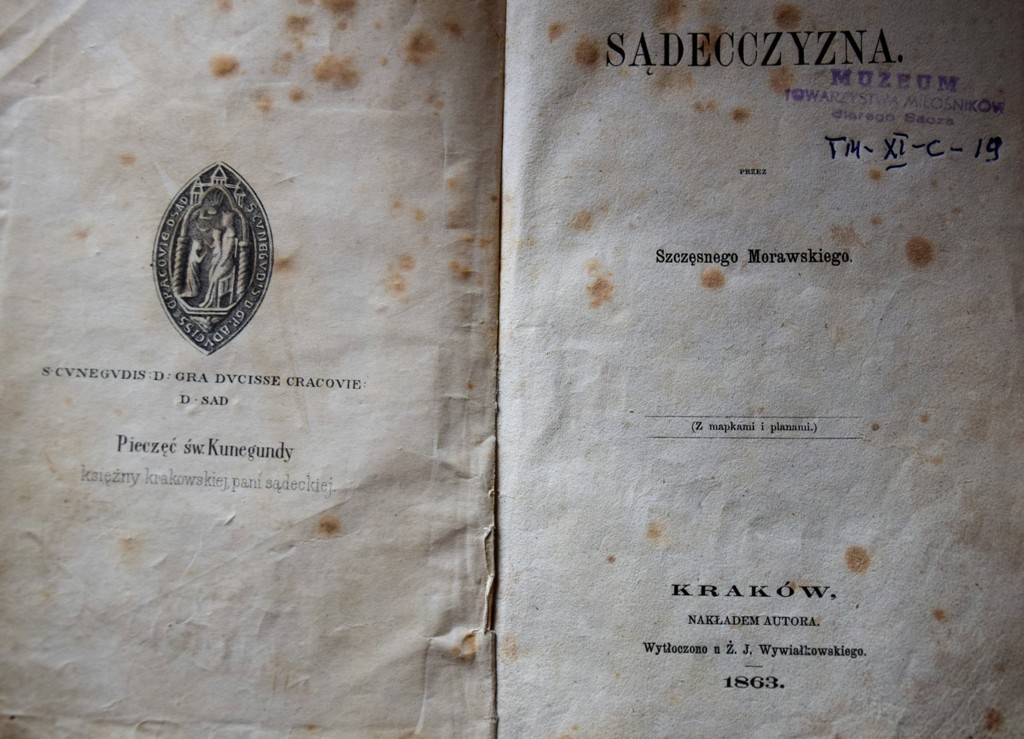 S·CVNEGVDIS:D: GRA DVCISSE CRACOVIE:
D·SAD
Pieczęć św. Kunegundy
księżny krakowskiej, pani sądeckiej.
SĄDECCZYZNA.
MUZEUM
TOWARZYSTWA MIŁOŚNIKÓW
Starego Sącza
TM-XI-C-19
PRZEZ
Szczęsnego Morawskiego.
(Z mapkami i planami.)
KRAKÓW,
NAKŁADEM AUTORA.
Wytłoczono u Ż. J. Wywiałkowskiego.
1863.